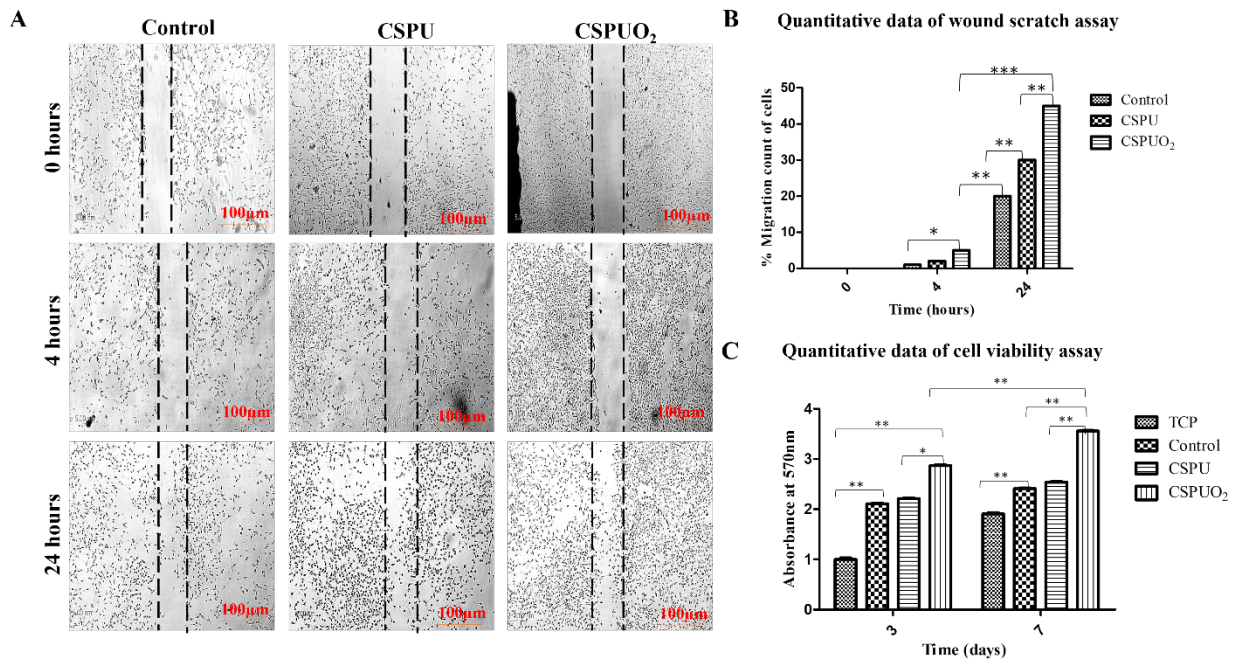 A
Control
CSPU
CSPUO₂
0 hours
100μm
100μm
100μm
4 hours
100μm
100μm
100μm
24 hours
100μm
100μm
100μm
B
Quantitative data of wound scratch assay
% Migration count of cells
50
40
30
20
10
0
*
**
**
**
***
0
4
24
Time (hours)
Control
CSPU
CSPUO₂
C
Quantitative data of cell viability assay
Absorbance at 570nm
4
3
2
1
0
**
**
*
**
**
**
**
3
7
Time (days)
TCP
Control
CSPU
CSPUO₂